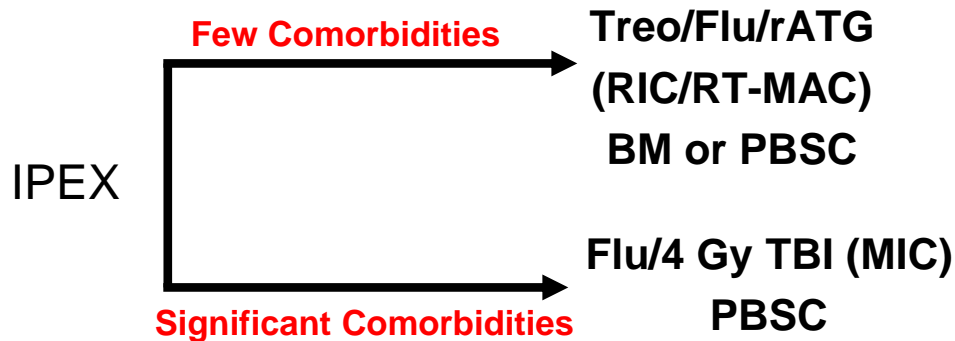 Few Comorbidities
Treo/Flu/rATG
(RIC/RT-MAC)
BM or PBSC
IPEX
Flu/4 Gy TBI (MIC)
PBSC
Significant Comorbidities